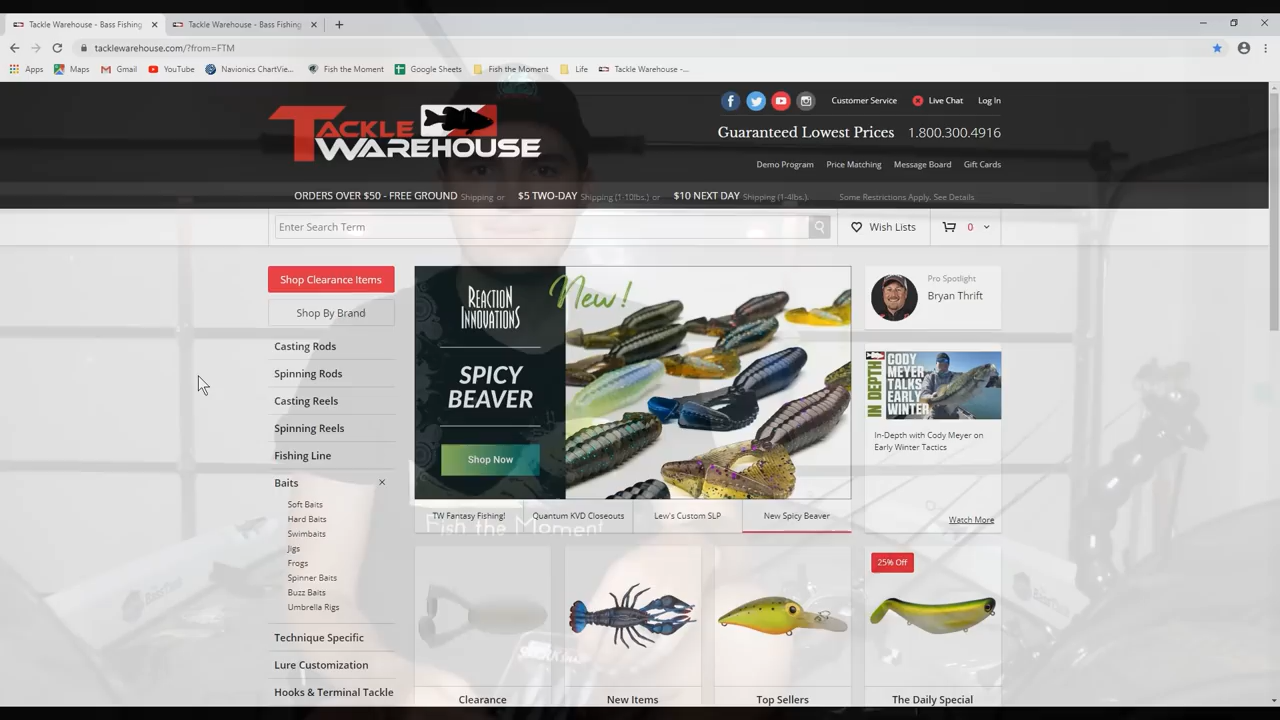 Tackle Warehouse - Bass Fishing
Tackle Warehouse - Bass Fishing
tacklewarehouse.com/?from=FTM
Apps
Maps
Gmail
YouTube
Navionics ChartVie...
Fish the Moment
Google Sheets
Fish the Moment
Life
Tackle Warehouse -...
TACKLE
WAREHOUSE
Customer Service
Live Chat
Log In
Guaranteed Lowest Prices 1.800.300.4916
Demo Program
Price Matching
Message Board
Gift Cards
ORDERS OVER $50 - FREE GROUND Shipping or $5 TWO-DAY Shipping (1-10lbs.) or $10 NEXT DAY Shipping (1-4lbs.) Some Restrictions Apply. See Details
Enter Search Term
Wish Lists
0
Shop Clearance Items
Shop By Brand
Casting Rods
Spinning Rods
Casting Reels
Spinning Reels
Fishing Line
Baits
Soft Baits
Hard Baits
Swimbaits
Jigs
Frogs
Spinner Baits
Buzz Baits
Umbrella Rigs
Technique Specific
Lure Customization
Hooks & Terminal Tackle
REACTION
INNOVATIONS
SPICY
BEAVER
Shop Now
New!
TW Fantasy Fishing!
Quantum KVD Closeouts
Lew's Custom SLP
New Spicy Beaver
Fish the Moment
Pro Spotlight
Bryan Thrift
IN DEPTH
CODY
MEYER
TALKS
EARLY
WINTER
In-Depth with Cody Meyer on
Early Winter Tactics
Watch More
25% Off
Clearance
New Items
Top Sellers
The Daily Special